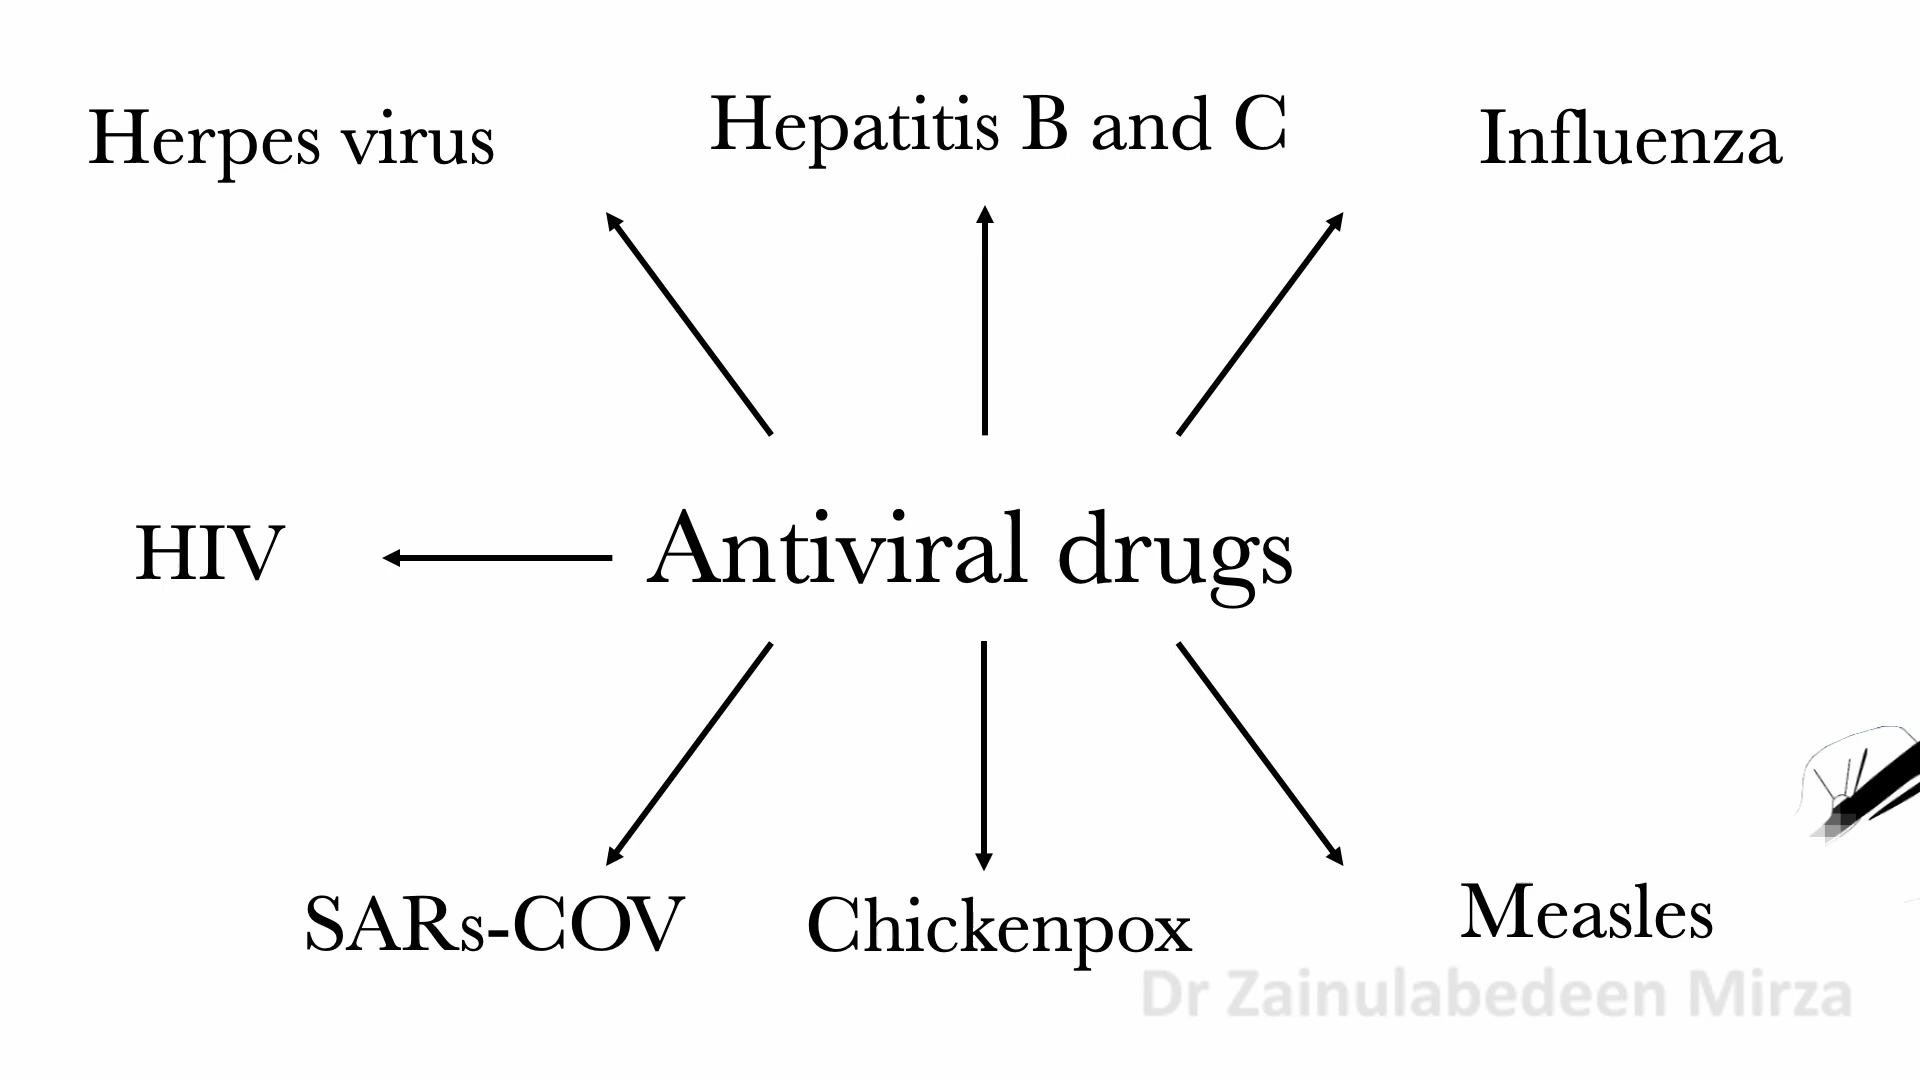 Herpes virus
Hepatitis B and C
Influenza
HIV
Antiviral drugs
SARs-COV
Chickenpox
Measles
Dr Zainulabedeen Mirza